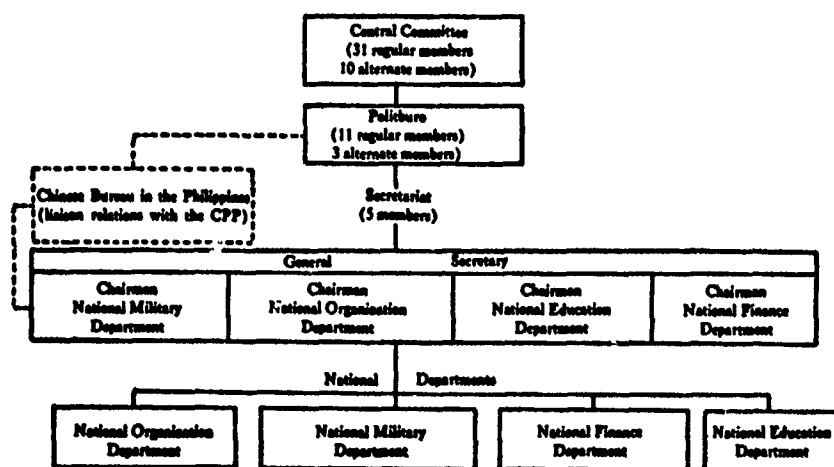 Central Committee
(31 regular members
10 alternate members)
Politburo
(11 regular members)
3 alternate members)
Chinese Bureau in the Philippines
(liaison relations with the CPP)
Secretariat
(5 members)
General Secretary
Chairman
National Military
Department
Chairman
National Organization
Department
Chairman
National Education
Department
Chairman
National Finance
Department
National Departments
National Organization
Department
National Military
Department
National Finance
Department
National Education
Department